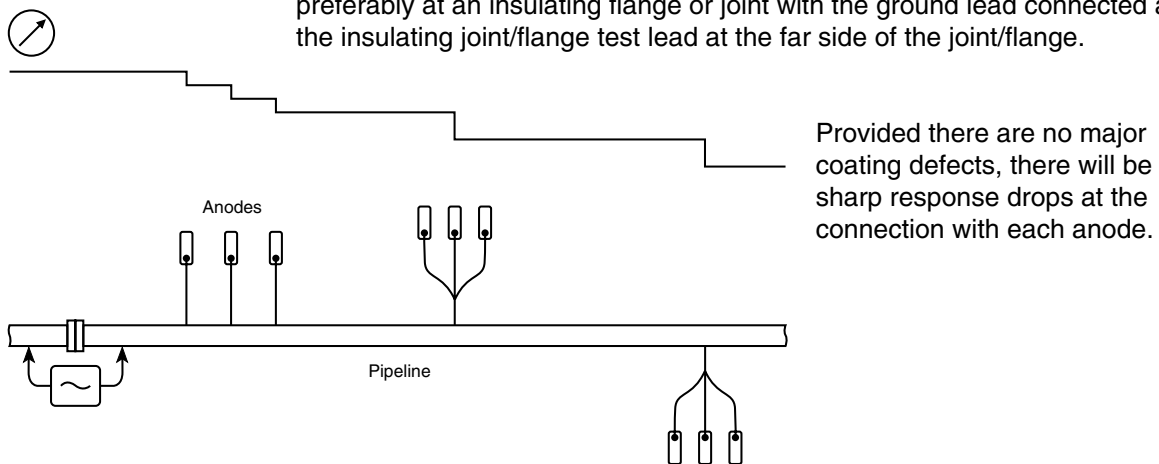 preferably at an insulating flange or joint with the ground lead connected
the insulating joint/flange test lead at the far side of the joint/flange.
Provided there are no major
coating defects, there will be
sharp response drops at the
connection with each anode.
Anodes
Pipeline